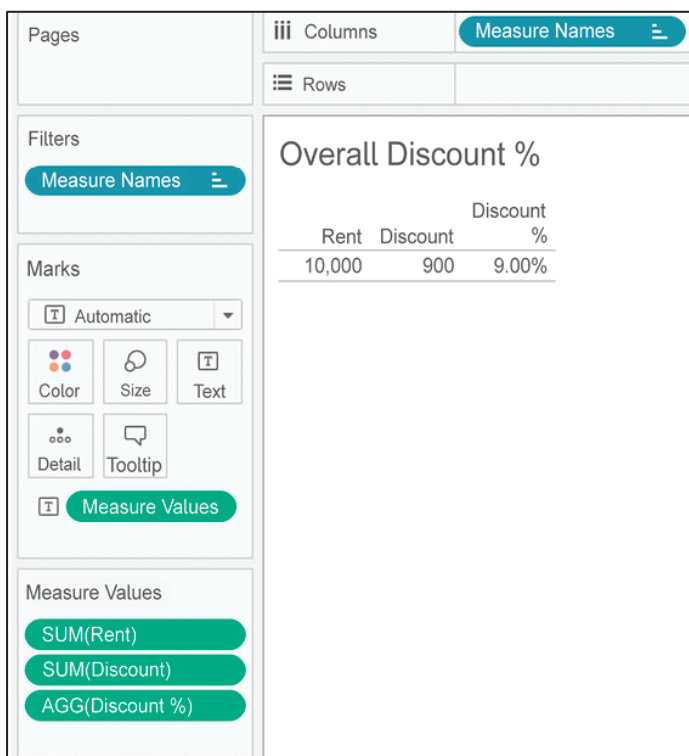 Pages
Columns
Measure Names
Rows
Filters
Measure Names
Marks
Automatic
Color
Size
Text
Detail
Tooltip
Measure Values
Measure Values
SUM(Rent)
SUM(Discount)
AGG(Discount %)
Overall Discount %
Discount
Rent Discount %
10,000 900 9.00%